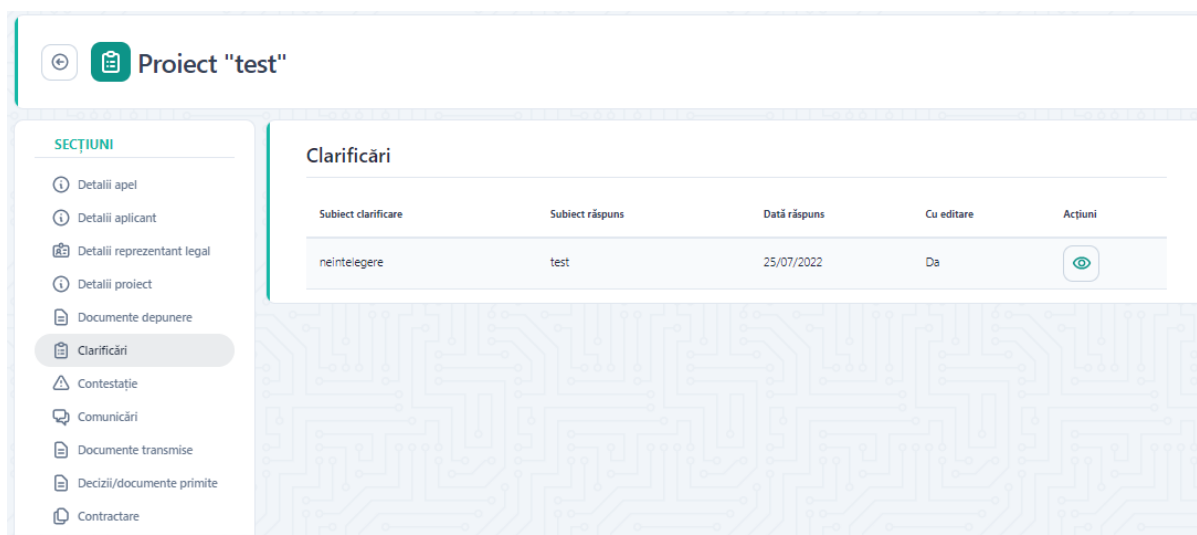 Proiect "test"
SECȚIUNI
Detalii apel
Detalii aplicant
Detalii reprezentant legal
Detalii proiect
Documente depunere
Clarificări
Contestație
Comunicări
Documente transmise
Decizii/documente primite
Contractare
Clarificări
Subiect clarificare Subiect răspuns Dată răspuns Cu editare Acțiuni
neintelegere test 25/07/2022 Da